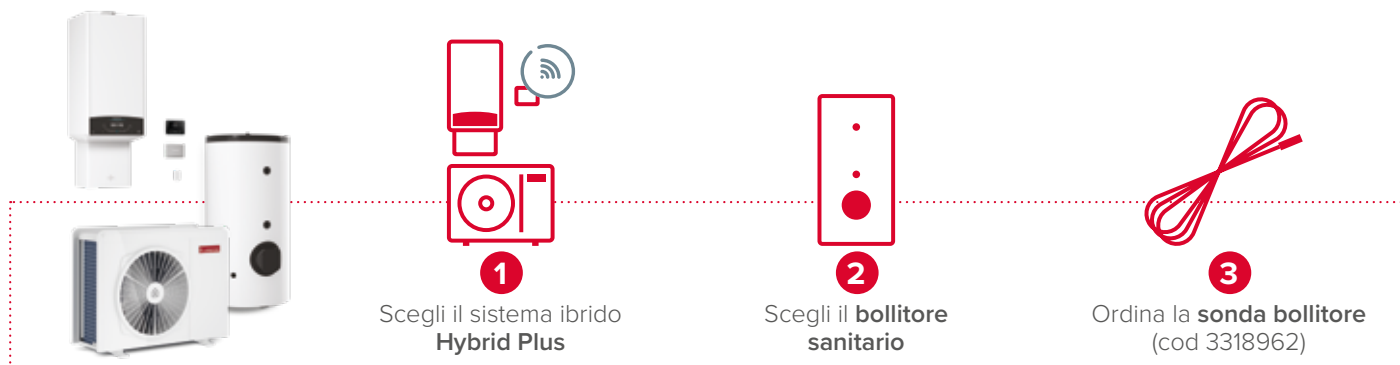 1
Scegli il sistema ibrido
Hybrid Plus
2
Scegli il bollitore
sanitario
3
Ordina la sonda bollitore
(cod 3318962)